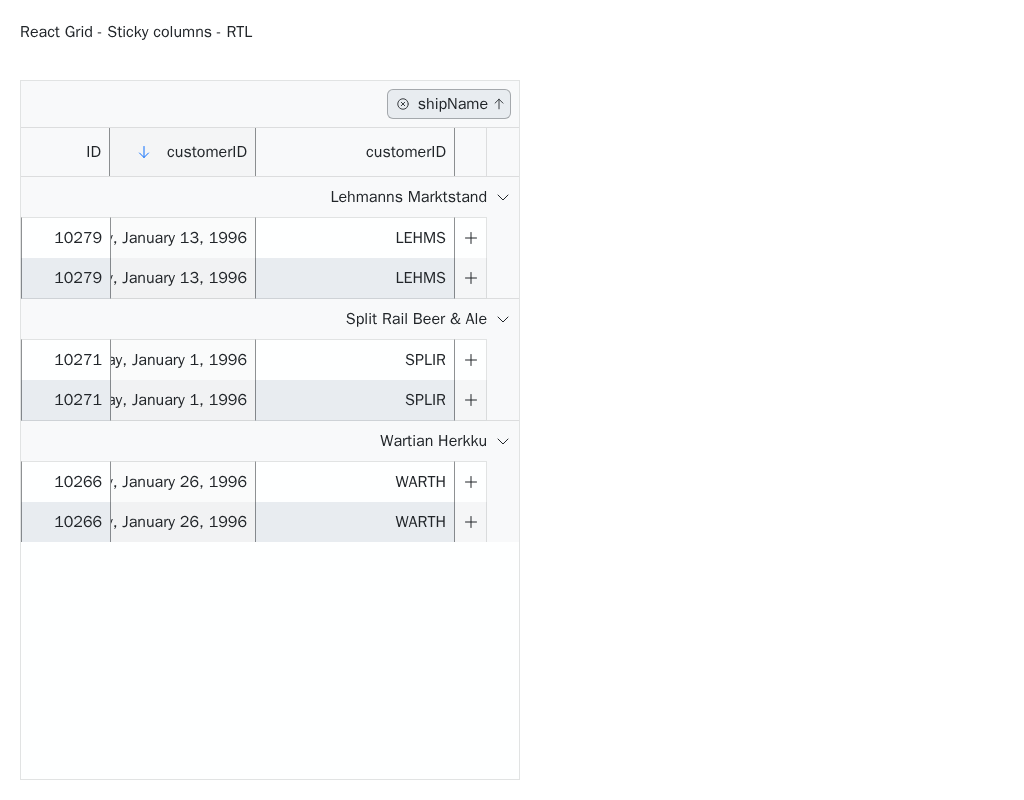 React Grid - Sticky columns - RTL
shipName
ID customerID customerID
Lehmanns Marktstand
10279 , January 13, 1996 LEHMS
10279 , January 13, 1996 LEHMS
Split Rail Beer & Ale
10271 ay, January 1, 1996 SPLIR
10271 ay, January 1, 1996 SPLIR
Wartian Herkku
10266 , January 26, 1996 WARTH
10266 , January 26, 1996 WARTH